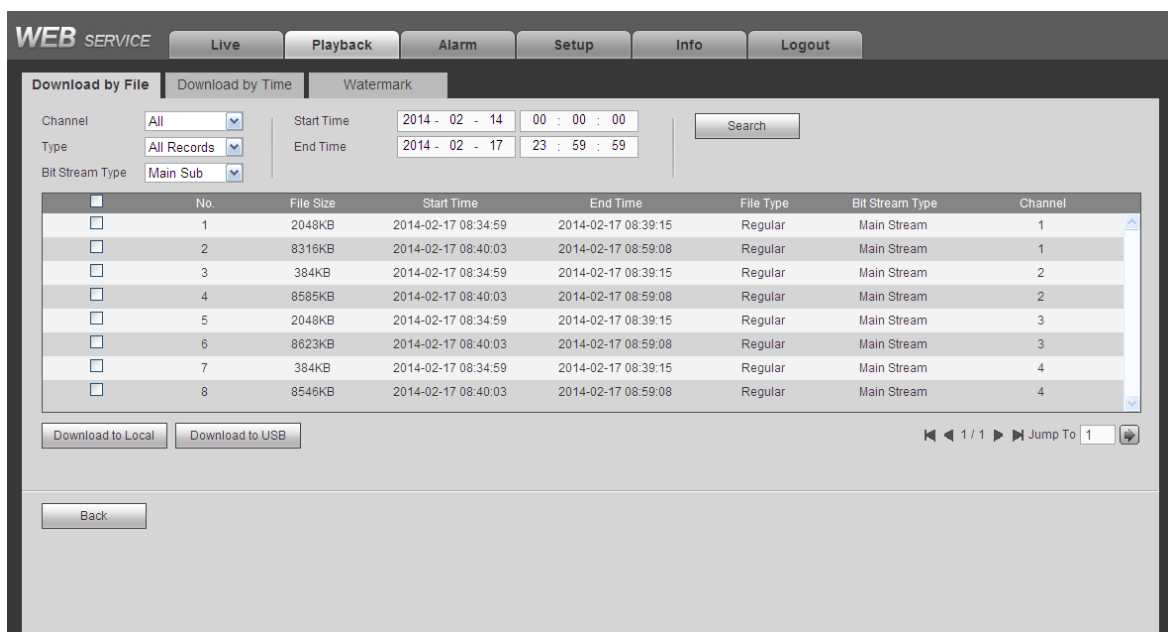 WEB SERVICE Live Playback Alarm Setup Info Logout
Download by File Download by Time Watermark
Channel All Start Time 2014 - 02 - 14 00 : 00 : 00 Search
Type All Records End Time 2014 - 02 - 17 23 : 59 : 59
Bit Stream Type Main Sub
No. File Size Start Time End Time File Type Bit Stream Type Channel
1 2048KB 2014-02-17 08:34:59 2014-02-17 08:39:15 Regular Main Stream 1
2 8316KB 2014-02-17 08:40:03 2014-02-17 08:59:08 Regular Main Stream 1
3 384KB 2014-02-17 08:34:59 2014-02-17 08:39:15 Regular Main Stream 2
4 8585KB 2014-02-17 08:40:03 2014-02-17 08:59:08 Regular Main Stream 2
5 2048KB 2014-02-17 08:34:59 2014-02-17 08:39:15 Regular Main Stream 3
6 8623KB 2014-02-17 08:40:03 2014-02-17 08:59:08 Regular Main Stream 3
7 384KB 2014-02-17 08:34:59 2014-02-17 08:39:15 Regular Main Stream 4
8 8546KB 2014-02-17 08:40:03 2014-02-17 08:59:08 Regular Main Stream 4
Download to Local Download to USB 1 / 1 Jump To 1
Back